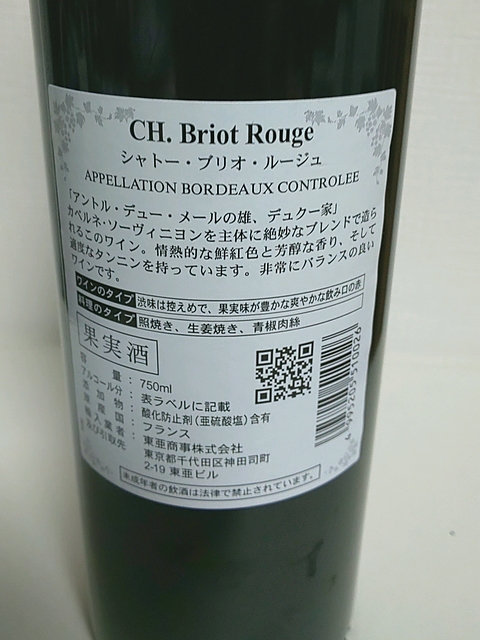 CH. Briot Rouge
シャトー・ブリオ・ルージュ
APPELLATION BORDEAUX CONTROLEE
「アントル・デュー・メールの雄、デュクー家」
カベルネ・ソーヴィニヨンを主体に絶妙なブレンドで造ら
れるこのワイン。情熱的な鮮紅色と芳醇な香り、そして
適度なタンニンを持っています。非常にバランスの良い
ワインです。
ワインのタイプ 渋味は控えめで、果実味が豊かな爽やかな飲み口の赤
料理のタイプ 照焼き、生姜焼き、青椒肉絲
果実酒
容量:750ml
アルコール分:表ラベルに記載
添加物:酸化防止剤(亜硫酸塩)含有
原産国:フランス
輸入業者:東亜商事株式会社
及び引取先 東京都千代田区神田司町
2-19 東亜ビル
4 995205 510026
未成年者の飲酒は法律で禁止されています。